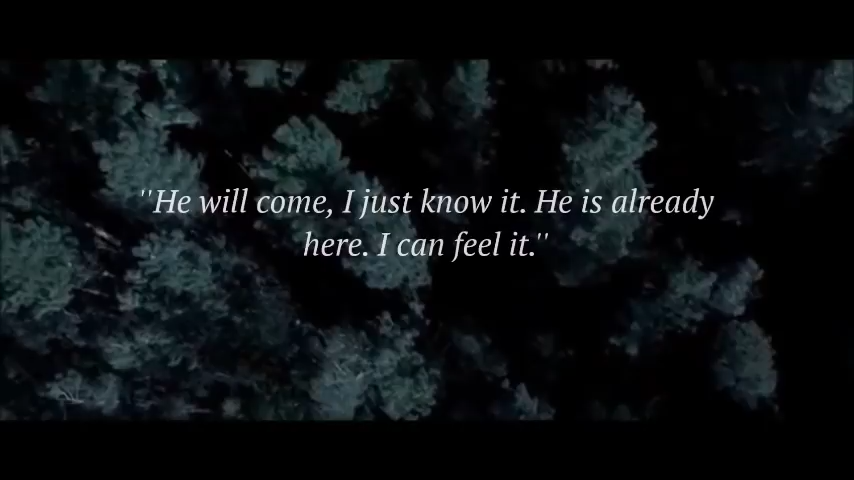 "He will come, I just know it. He is already
here. I can feel it."